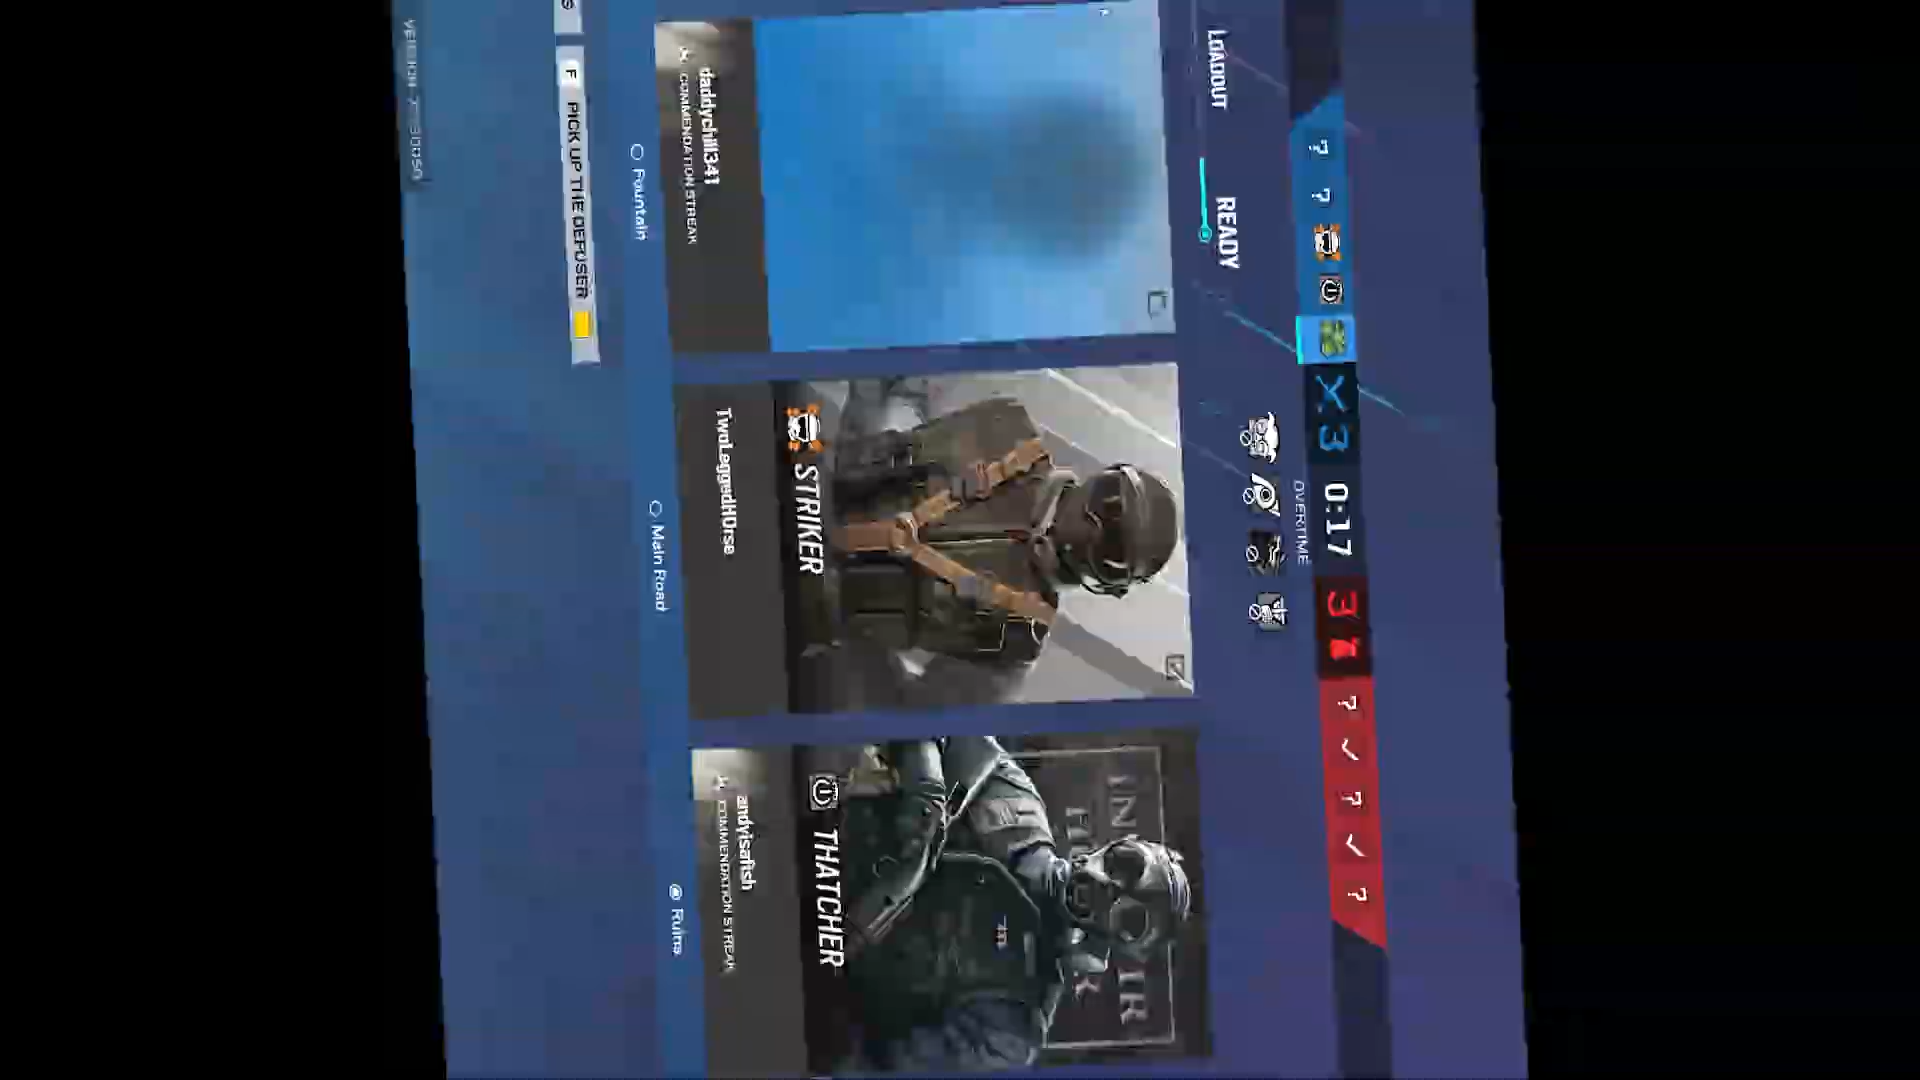 LOADOUT
READY
? ?
3
0:17
3
? ? ?
OVERTIME
daddychill341
COMMENDATION STREAK
STRIKER
TwoLeggedH0rse
THATCHER
andyisafish
COMMENDATION STREAK
Fountain
Main Road
Ruins
F PICK UP THE DEFUSER